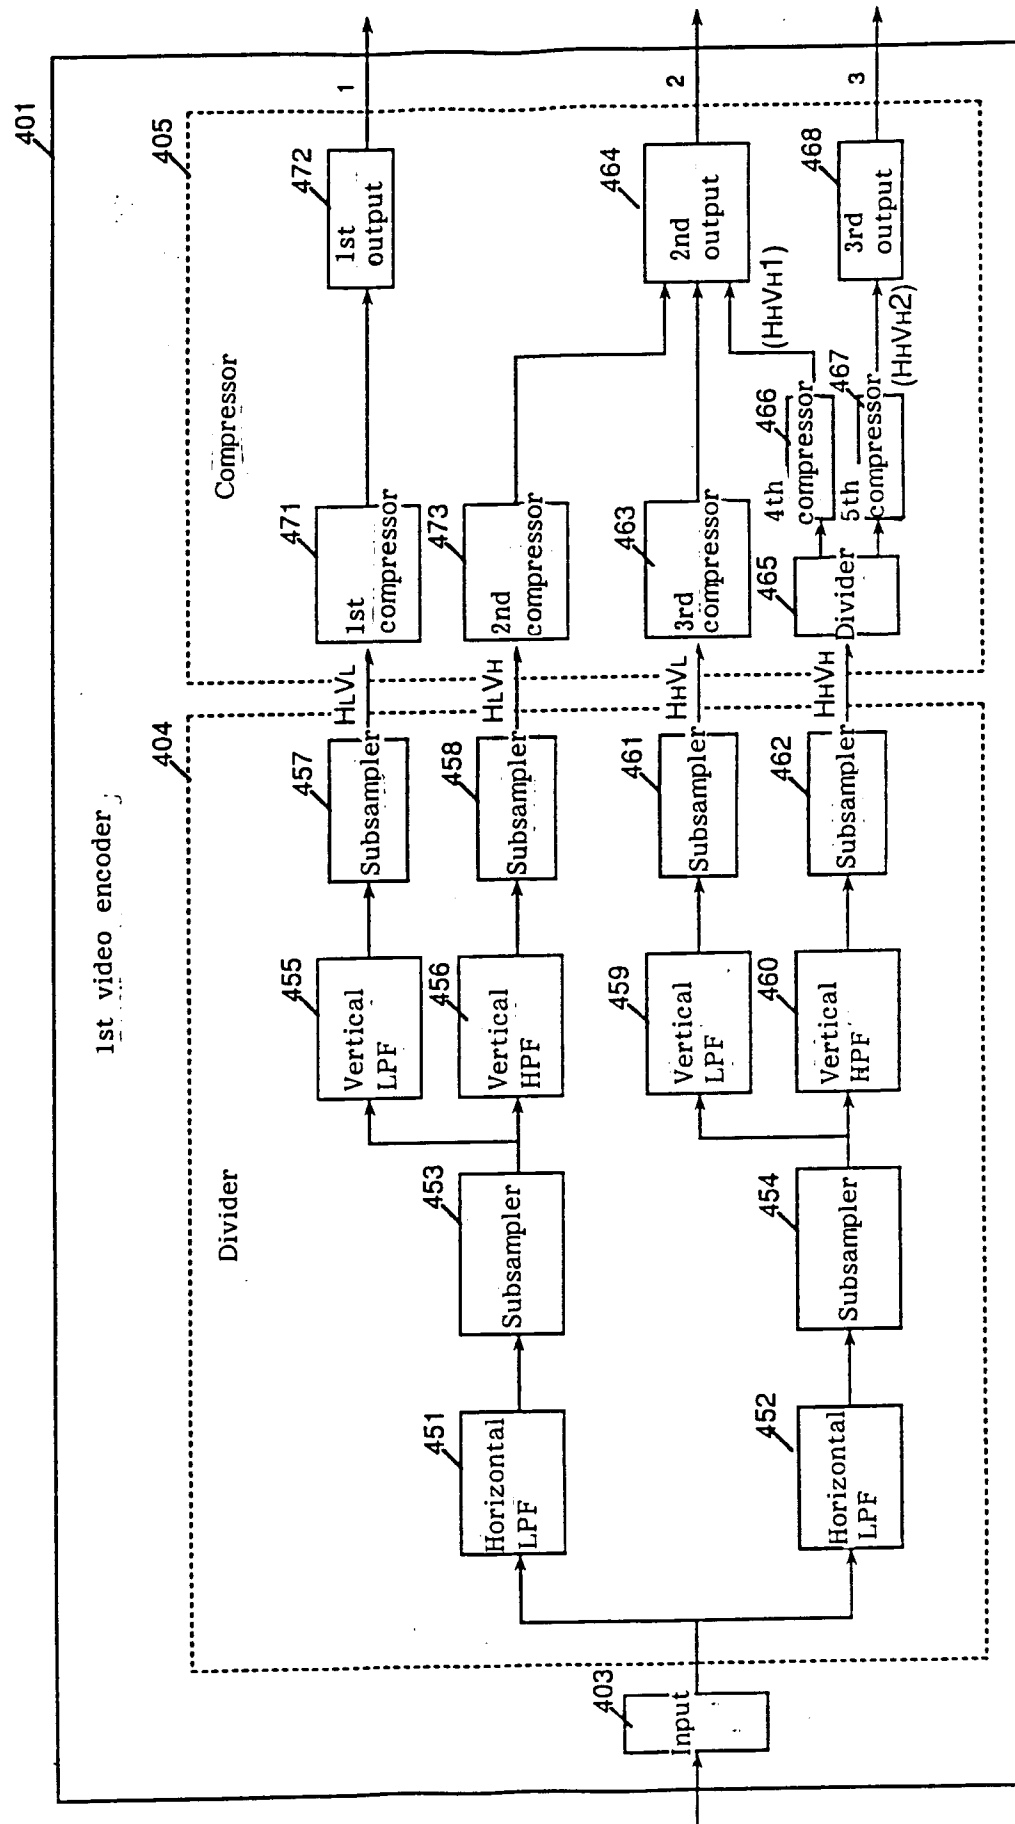 401
1st video encoder
404
Divider
405
Compressor
403
Input
451
Horizontal
LPF
453
Subsampler
455
Vertical
LPF
457
Subsampler
HLVL
471
1st
compressor
472
1st
output
1
456
Vertical
HPF
458
Subsampler
HLVH
473
2nd
compressor
452
Horizontal
LPF
454
Subsampler
459
Vertical
LPF
461
Subsampler
HHVL
463
3rd
compressor
464
2nd
output
2
460
Vertical
HPF
462
Subsampler
HHVH
465
Divider
466
4th
compressor
(HHVH1)
467
5th
compressor
(HHVH2)
468
3rd
output
3